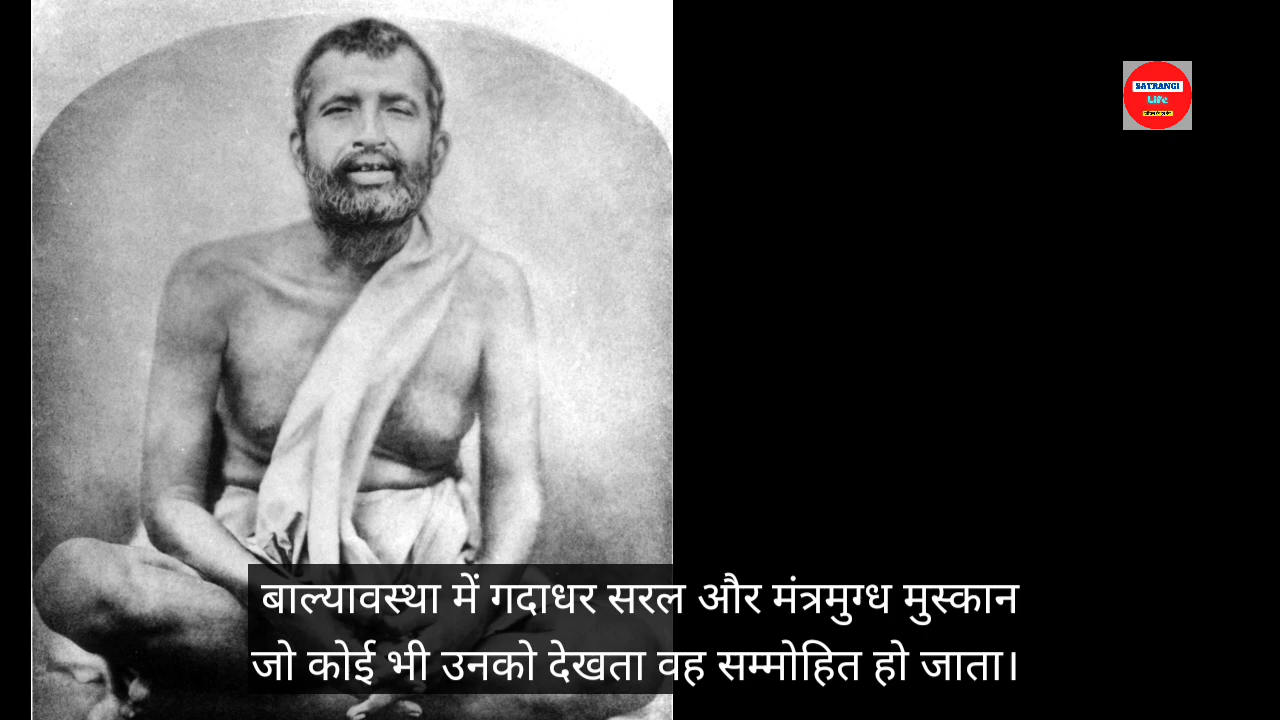 SATRANGI
Life
बाल्यावस्था में गदाधर सरल और मंत्रमुग्ध मुस्कान
जो कोई भी उनको देखता वह सम्मोहित हो जाता।